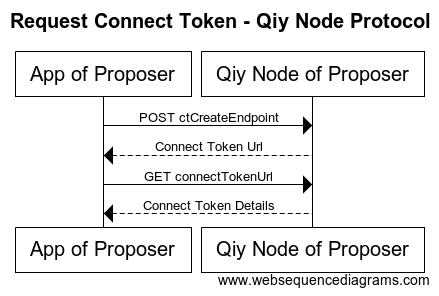 Request Connect Token - Qiy Node Protocol
App of Proposer
Qiy Node of Proposer
POST ctCreateEndpoint
Connect Token Url
GET connectTokenUrl
Connect Token Details
App of Proposer
Qiy Node of Proposer
www.websequencediagrams.com